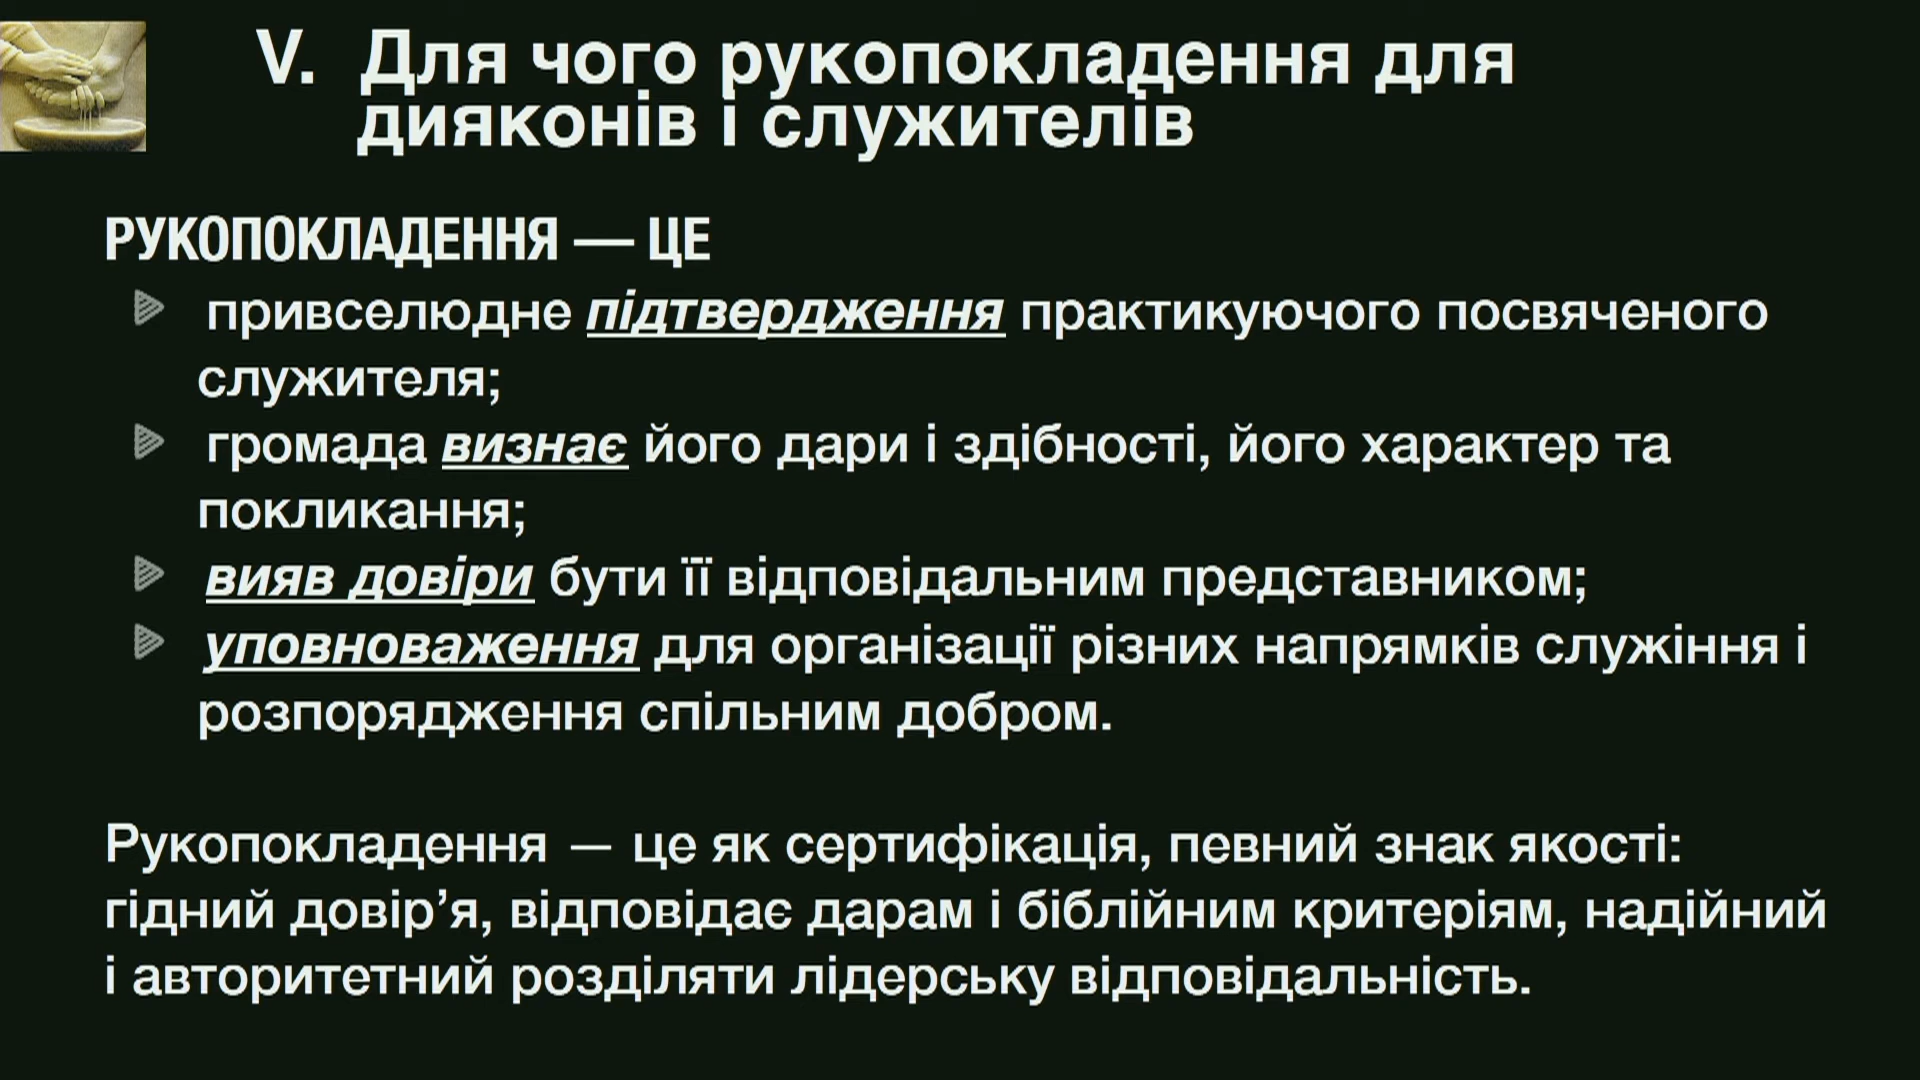 V. Для чого рукопокладення для
дияконів і служителів
РУКОПОКЛАДЕННЯ — ЦЕ
привселюдне підтвердження практикуючого посвяченого
служителя;
громада визнає його дари і здібності, його характер та
покликання;
вияв довіри бути її відповідальним представником;
уповноваження для організації різних напрямків служіння і
розпорядження спільним добром.
Рукопокладення — це як сертифікація, певний знак якості:
гідний довір’я, відповідає дарам і біблійним критеріям, надійний
і авторитетний розділяти лідерську відповідальність.